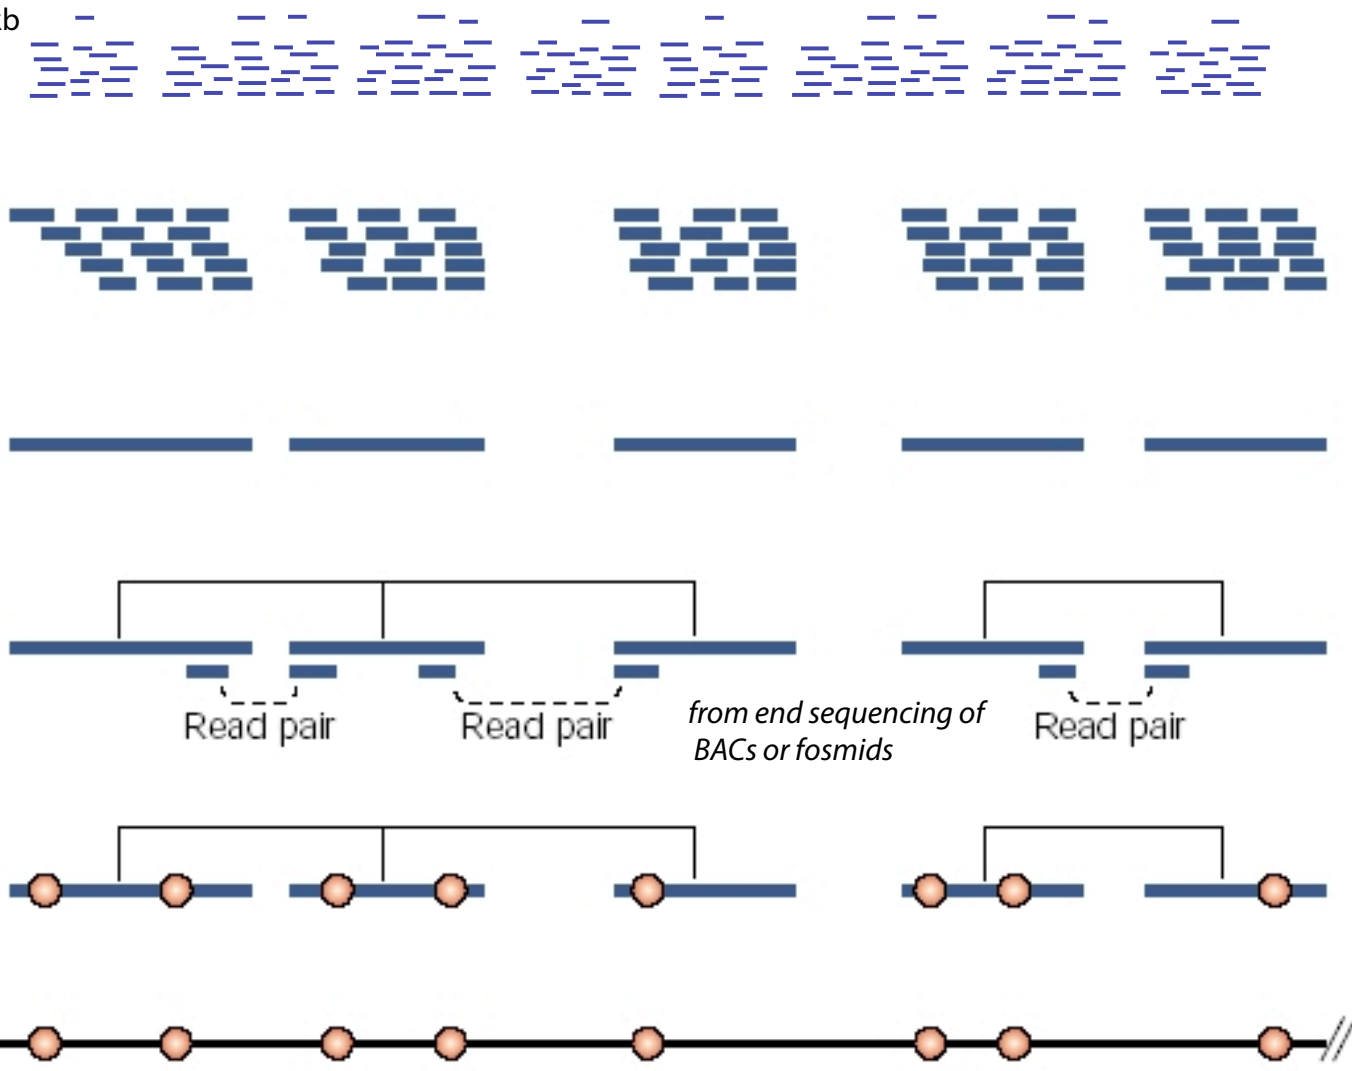 Read pair
Read pair
from end sequencing of
BACs or fosmids
Read pair